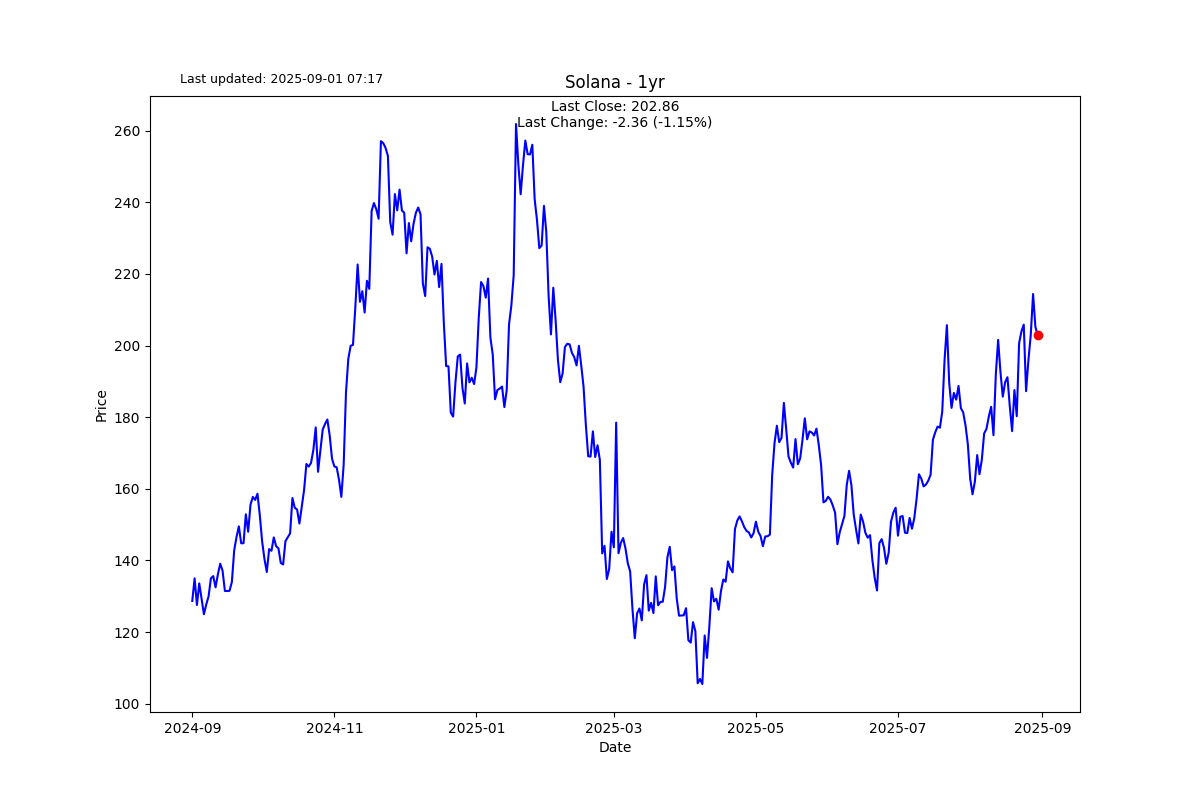 Last updated: 2025-09-01 07:17
Solana - 1yr
Last Close: 202.86
Last Change: -2.36 (-1.15%)
Price
260
240
220
200
180
160
140
120
100
2024-09
2024-11
2025-01
2025-03
2025-05
2025-07
2025-09
Date